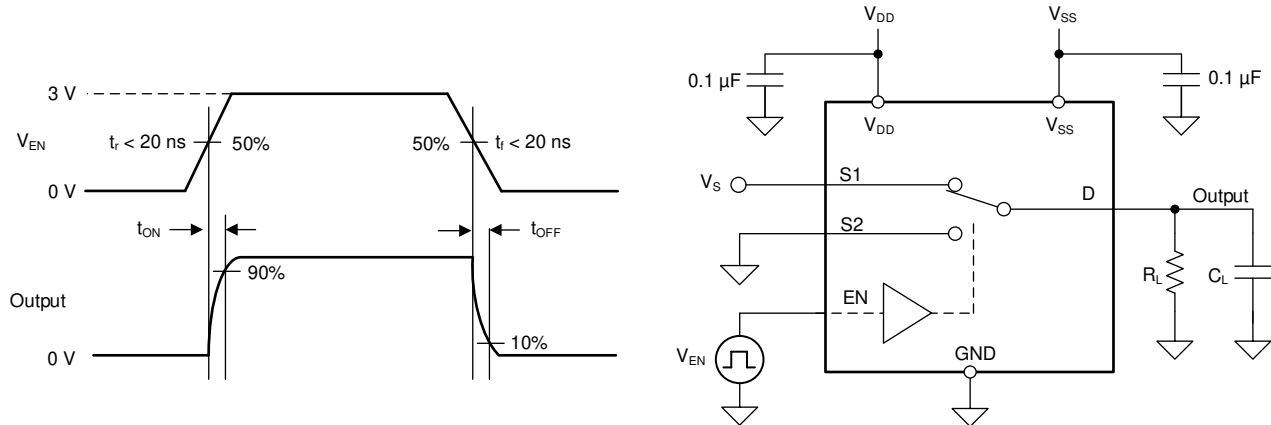 3 V
V_EN
t_r < 20 ns
50%
50%
t_f < 20 ns
0 V
t_ON
t_OFF
90%
Output
10%
0 V
V_DD
V_SS
0.1 µF
0.1 µF
V_DD
V_SS
V_S
S1
D
Output
S2
R_L
C_L
EN
V_EN
GND